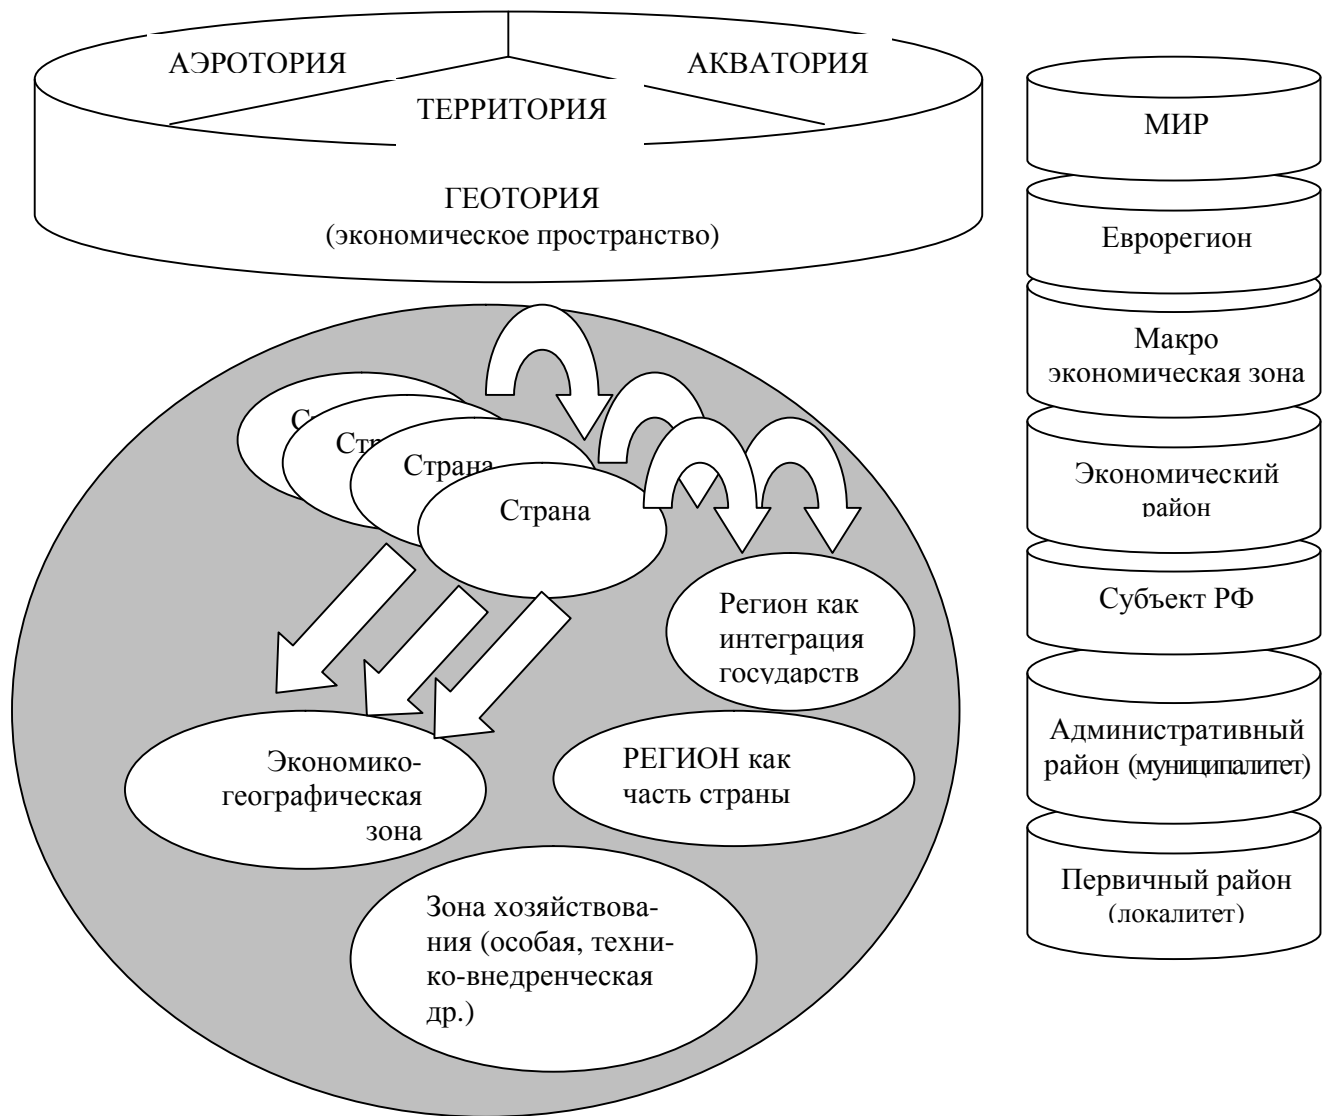 АЭРОТОРИЯ
АКВАТОРИЯ
ТЕРРИТОРИЯ
ГЕОТОРИЯ
(экономическое пространство)
Страна
Страна
Регион как
интеграция
государств
Экономико-
географическая
зона
РЕГИОН как
часть страны
Зона хозяйствова-
ния (особая, техни-
ко-внедренческая
др.)
МИР
Еврорегион
Макро
экономическая зона
Экономический
район
Субъект РФ
Административный
район (муниципалитет)
Первичный район
(локалитет)